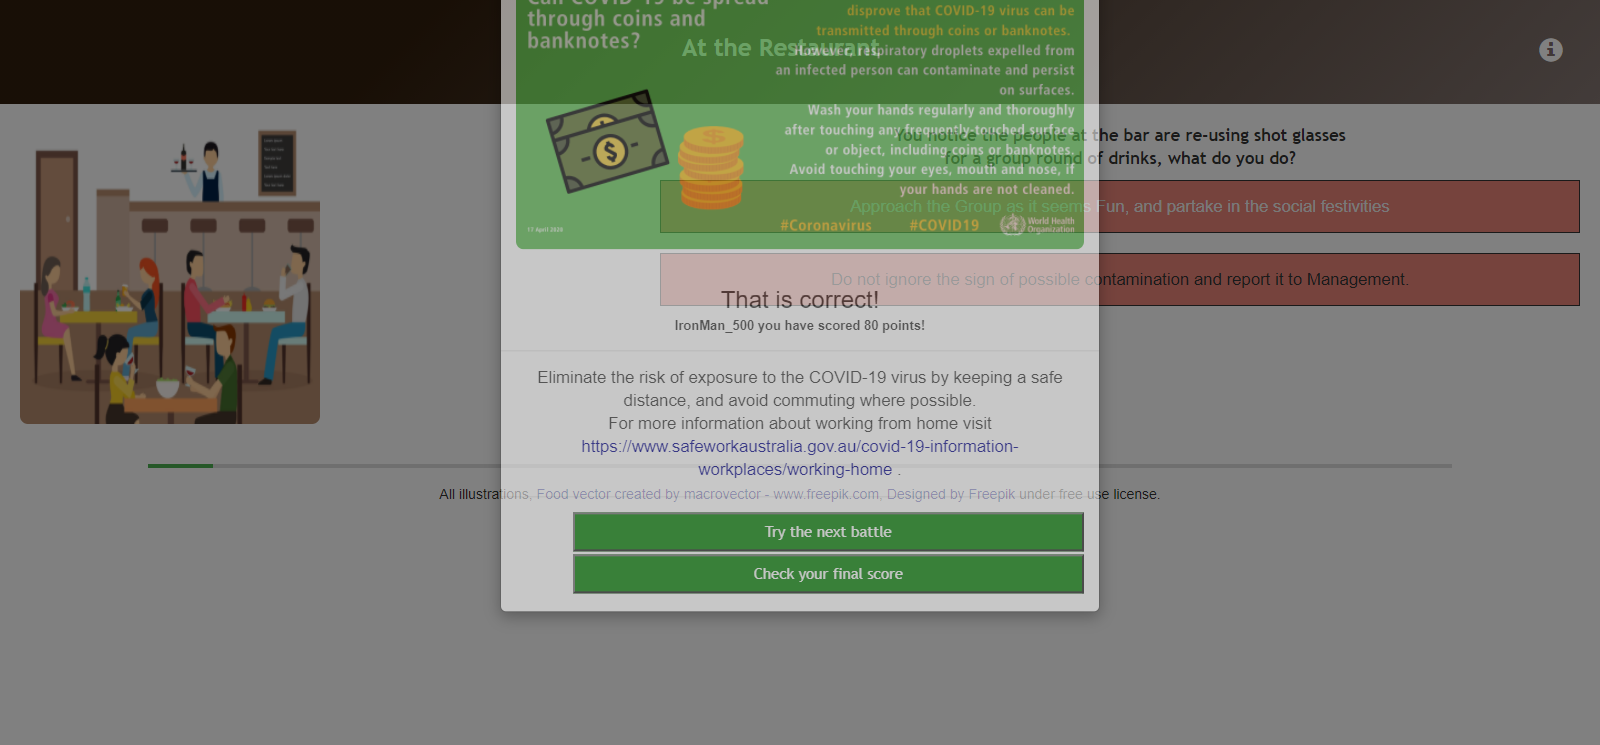 Can COVID-19 be spread
through coins and
banknotes?
disprove that COVID-19 virus can be
transmitted through coins or banknotes.
However, respiratory droplets expelled from
an infected person can contaminate and persist
on surfaces.
Wash your hands regularly and thoroughly
after touching any frequently-touched surface
or object, including coins or banknotes.
Avoid touching your eyes, mouth and nose, if
your hands are not cleaned.
#Coronavirus #COVID19 World Health
Organization
At the Restaurant
You notice the people at the bar are re-using shot glasses
for a group round of drinks, what do you do?
Approach the Group as it seems Fun, and partake in the social festivities
Do not ignore the sign of possible contamination and report it to Management.
That is correct!
IronMan_500 you have scored 80 points!
Eliminate the risk of exposure to the COVID-19 virus by keeping a safe
distance, and avoid commuting where possible.
For more information about working from home visit
https://www.safeworkaustralia.gov.au/covid-19-information-
workplaces/working-home .
All illustrations, Food vector created by macrovector - www.freepik.com, Designed by Freepik under free use license.
Try the next battle
Check your final score